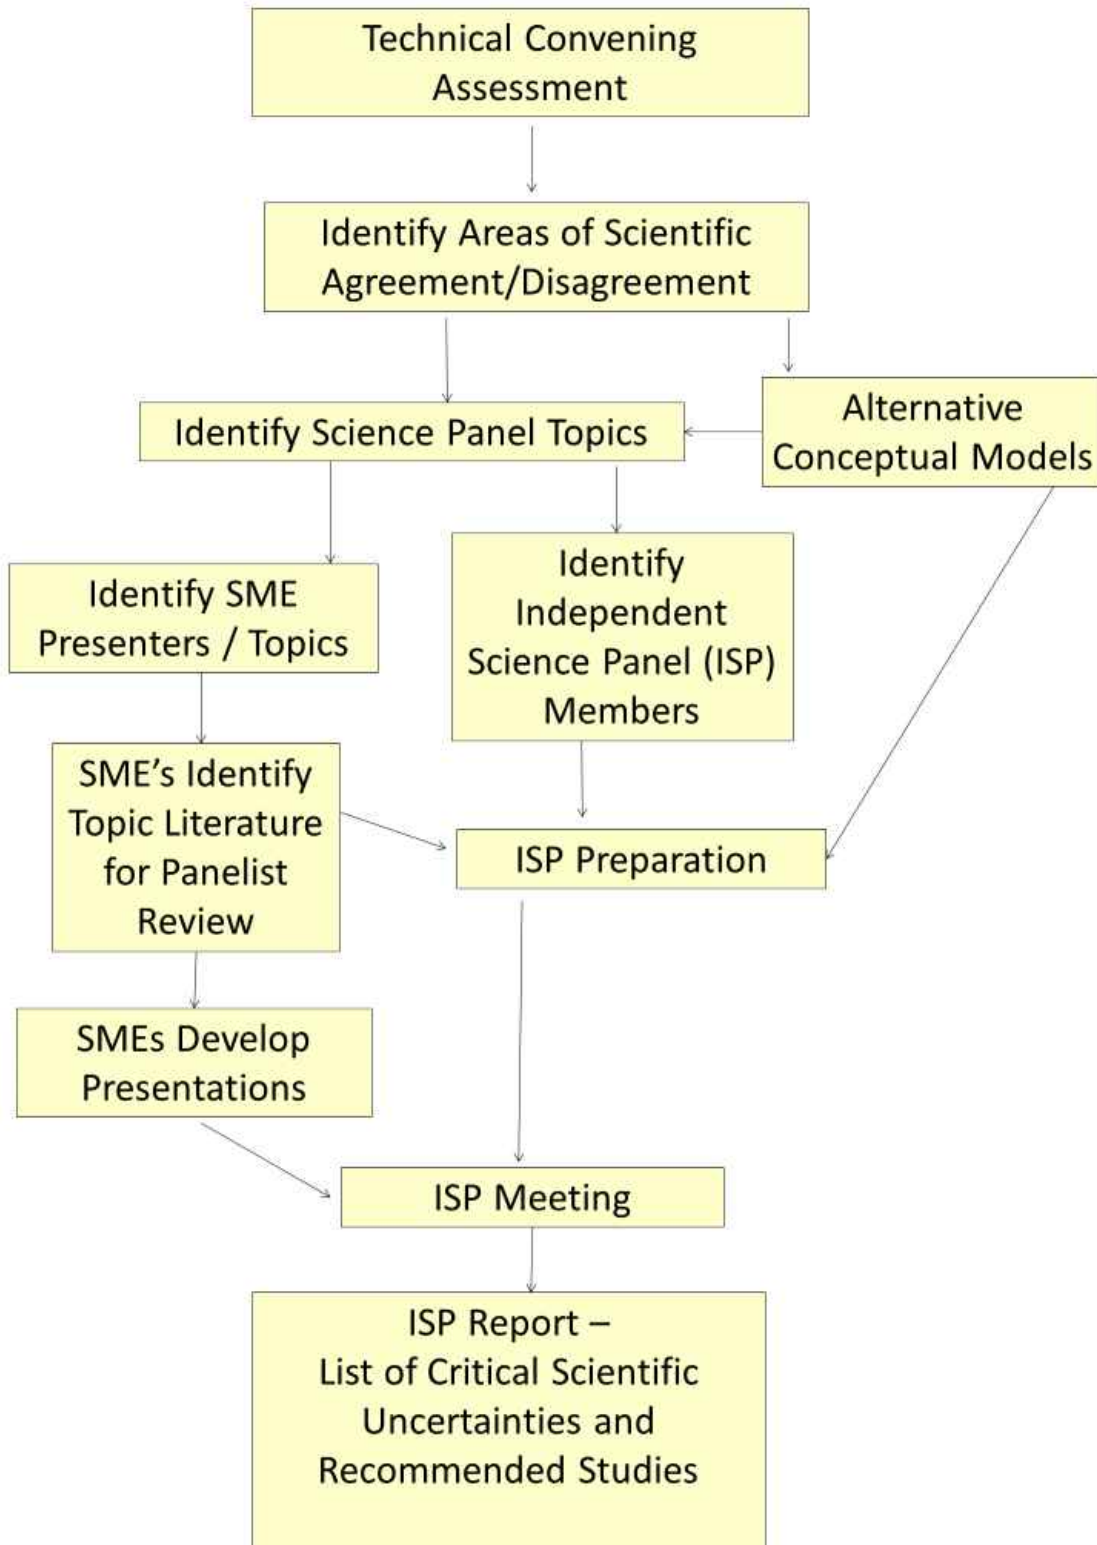 Technical Convening
Assessment
Identify Areas of Scientific
Agreement/Disagreement
Alternative
Conceptual Models
Identify Science Panel Topics
Identify SME
Presenters / Topics
Identify
Independent
Science Panel (ISP)
Members
SME’s Identify
Topic Literature
for Panelist
Review
ISP Preparation
SMEs Develop
Presentations
ISP Meeting
ISP Report –
List of Critical Scientific
Uncertainties and
Recommended Studies